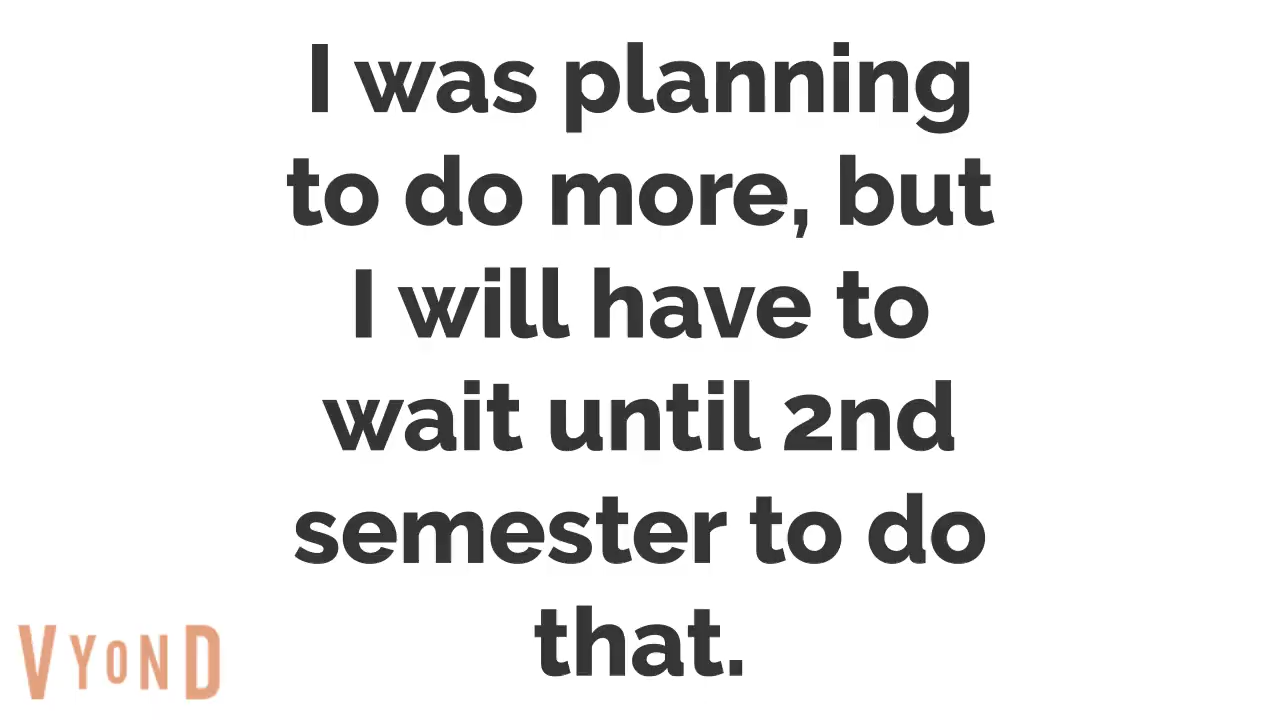 I was planning
to do more, but
I will have to
wait until 2nd
semester to do
that.
VYOND